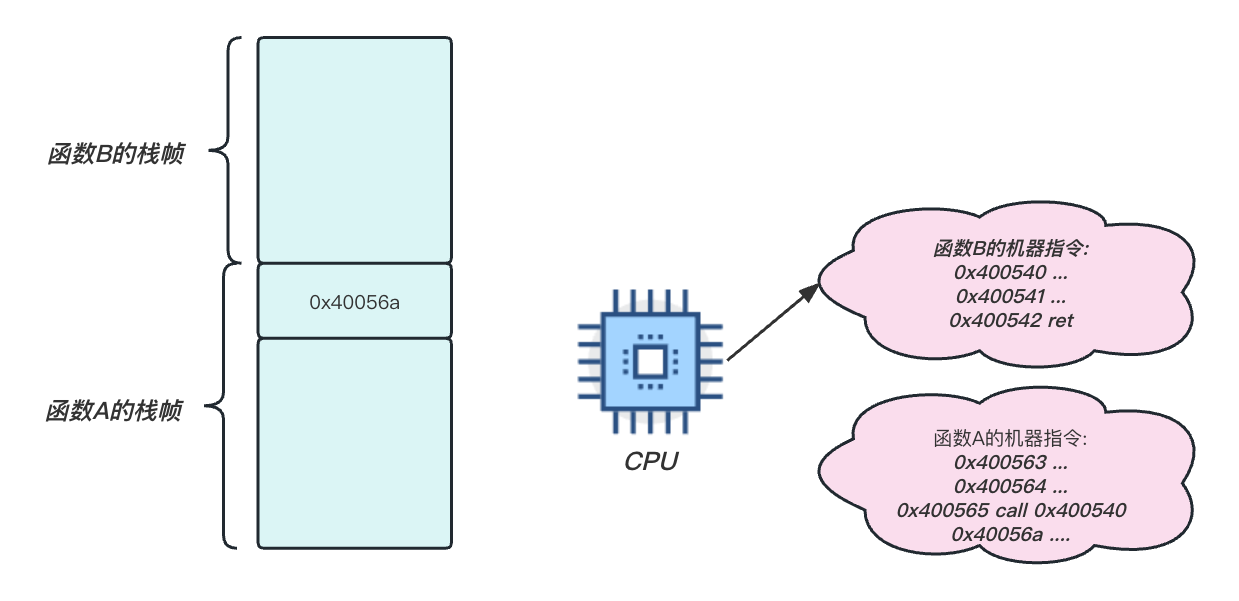 函数B的栈帧
0x40056a
函数A的栈帧
CPU
函数B的机器指令:
0x400540 ...
0x400541 ...
0x400542 ret
函数A的机器指令:
0x400563 ...
0x400564 ...
0x400565 call 0x400540
0x40056a ....